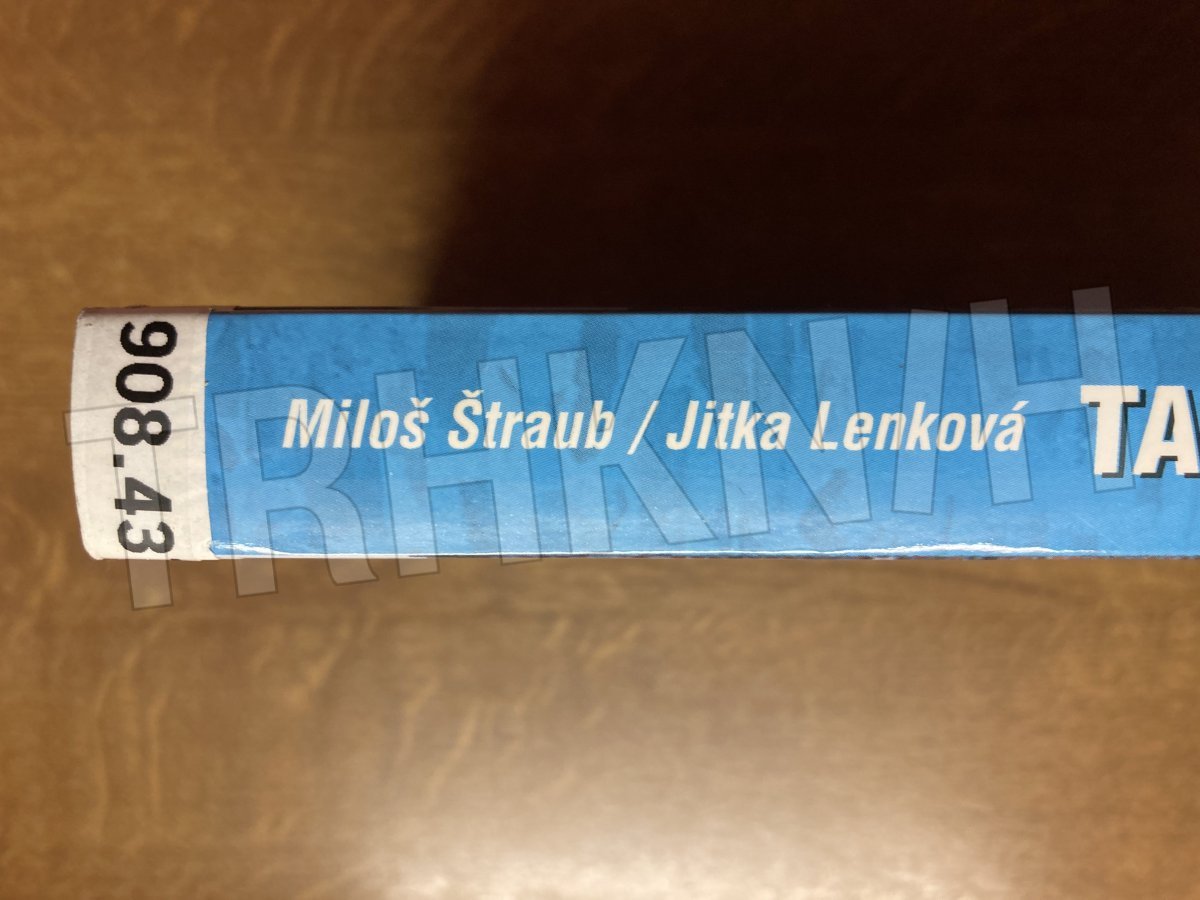 908.43
Miloš Štraub / Jitka Lenková TA
TRHKNIH